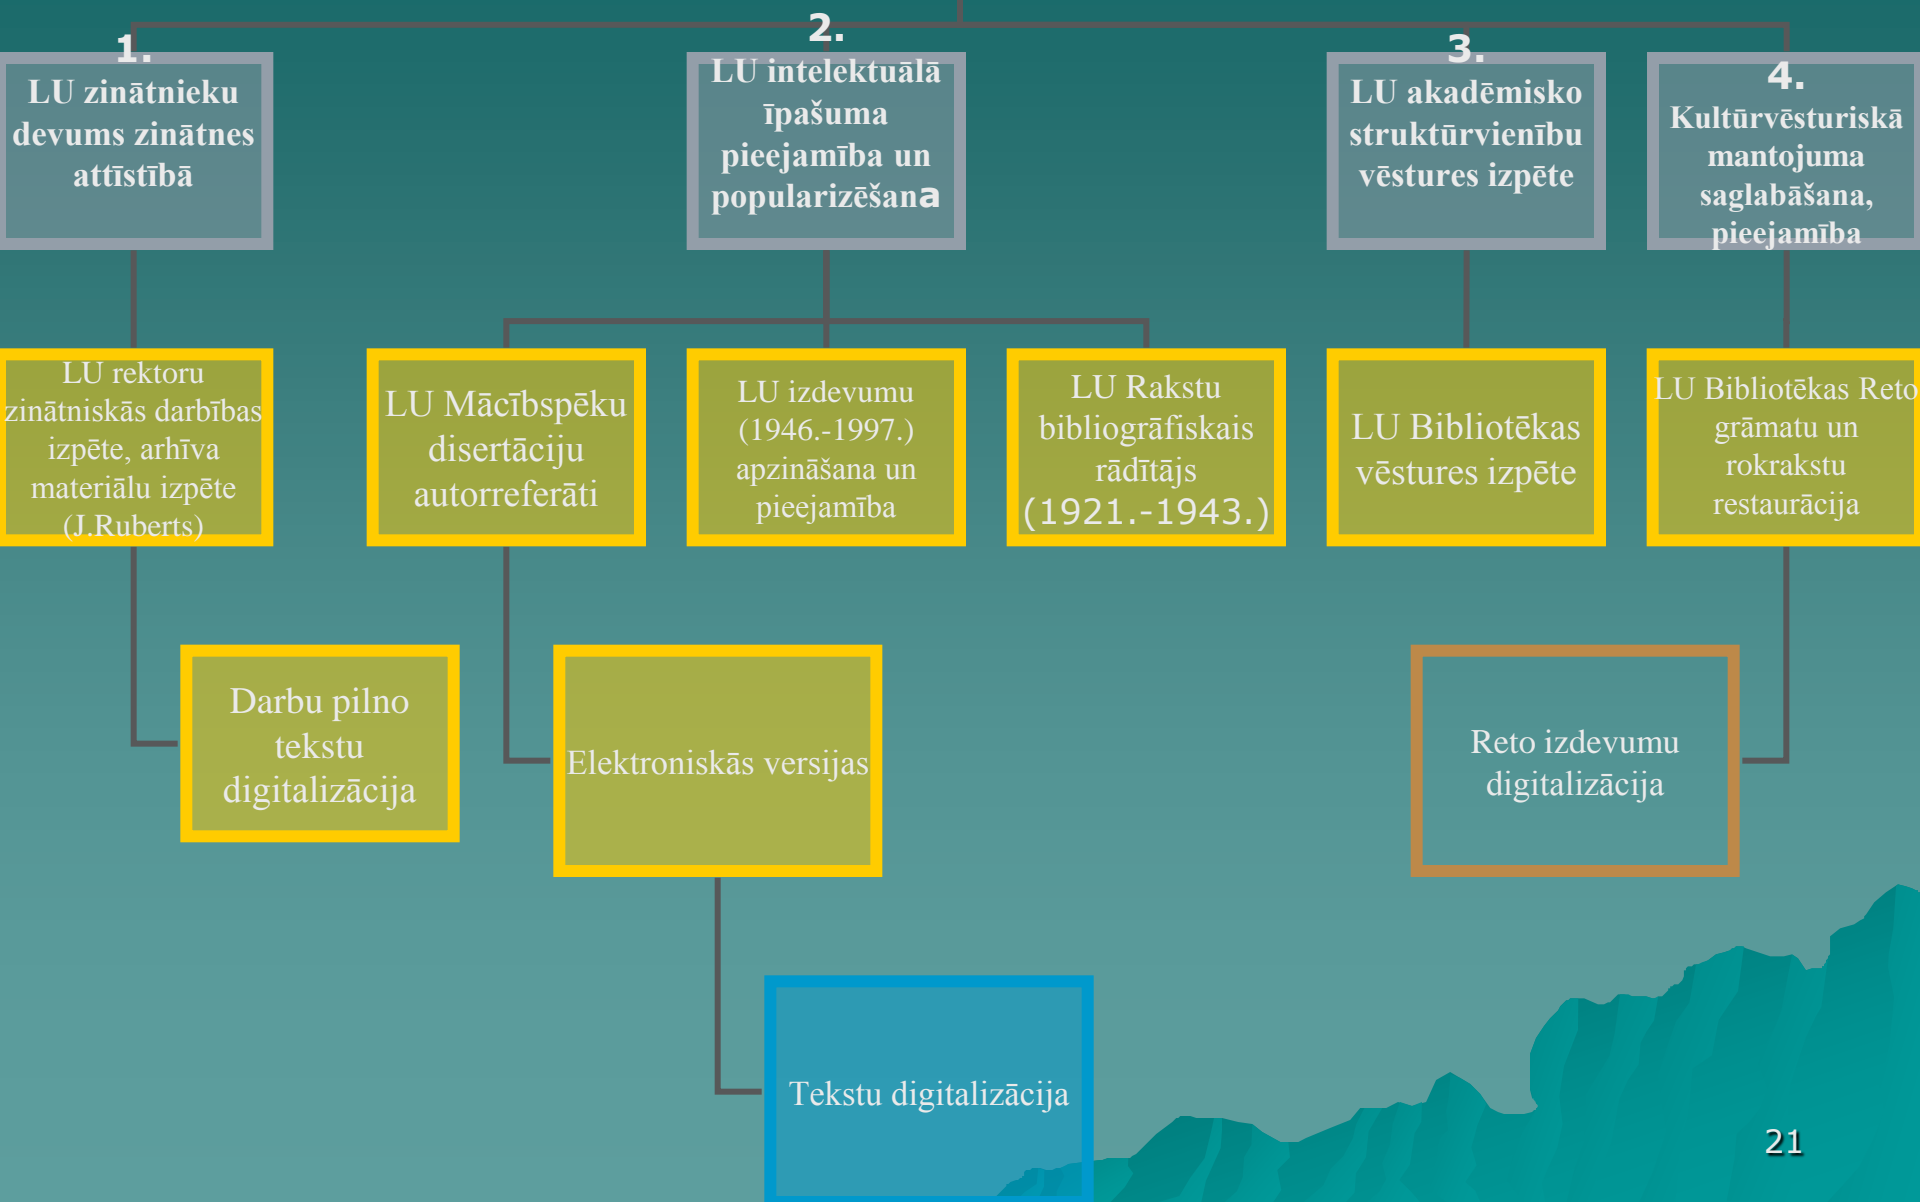 1.
LU zinātnieku
devums zinātnes
attīstībā
2.
LU intelektuālā
īpašuma
pieejamība un
popularizēšana
3.
LU akadēmisko
struktūrvienību
vēstures izpēte
4.
Kultūrvēsturiskā
mantojuma
saglabāšana,
pieejamība
LU rektoru
zinātniskās darbības
izpēte, arhīva
materiālu izpēte
(J.Ruberts)
LU Mācībspēku
disertāciju
autorreferāti
LU izdevumu
(1946.-1997.)
apzināšana un
pieejamība
LU Rakstu
bibliogrāfiskais
rādītājs
(1921.-1943.)
LU Bibliotēkas
vēstures izpēte
LU Bibliotēkas Reto
grāmatu un
rokrakstu
restaurācija
Darbu pilno
tekstu
digitalizācija
Elektroniskās versijas
Reto izdevumu
digitalizācija
Tekstu digitalizācija
21